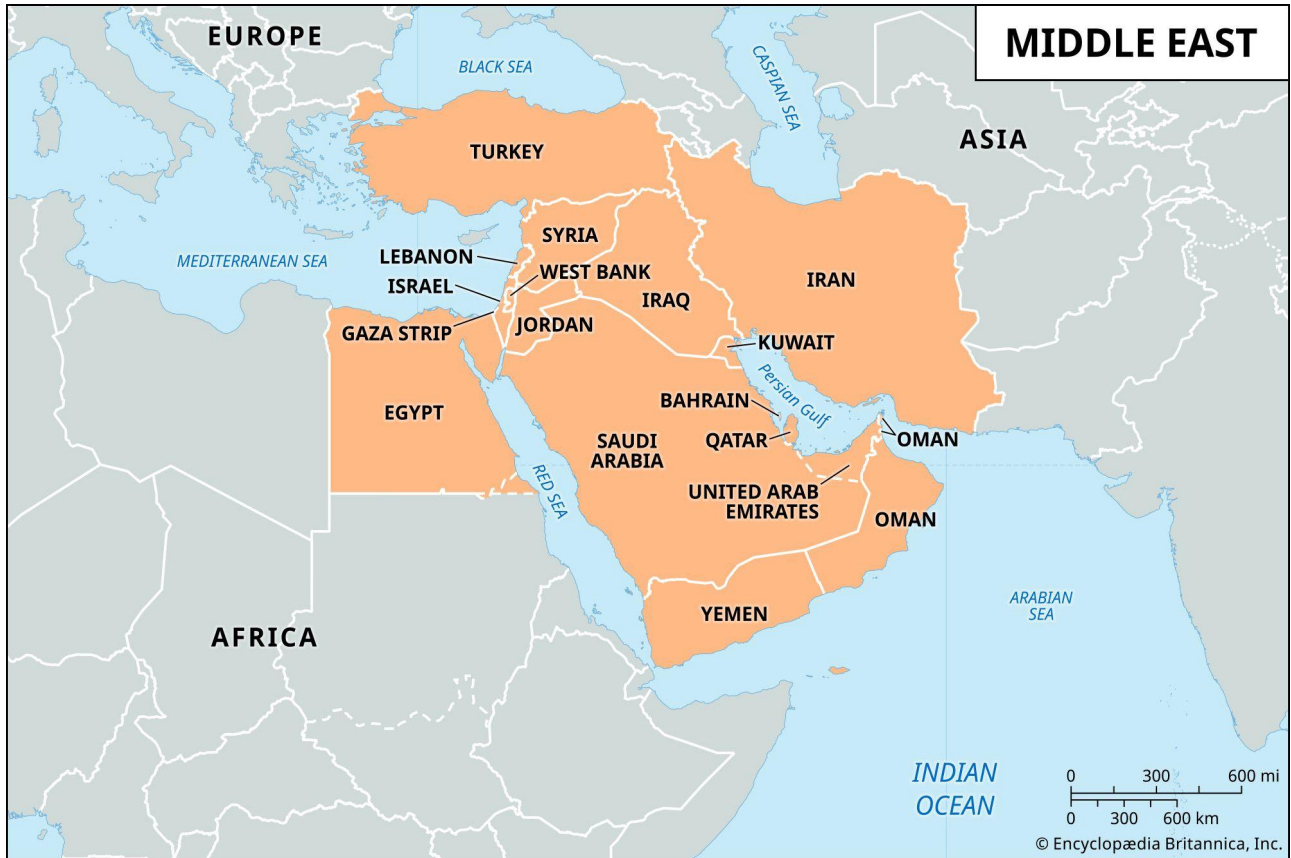 EUROPE
MIDDLE EAST
BLACK SEA
CASPIAN SEA
ASIA
TURKEY
SYRIA
LEBANON
MEDITERRANEAN SEA
WEST BANK
ISRAEL
IRAN
IRAQ
GAZA STRIP
JORDAN
KUWAIT
Persian Gulf
BAHRAIN
EGYPT
QATAR
OMAN
SAUDI
ARABIA
RED SEA
UNITED ARAB
EMIRATES
OMAN
ARABIAN
SEA
YEMEN
AFRICA
INDIAN
OCEAN
0 300 600 mi
0 300 600 km
© Encyclopædia Britannica, Inc.